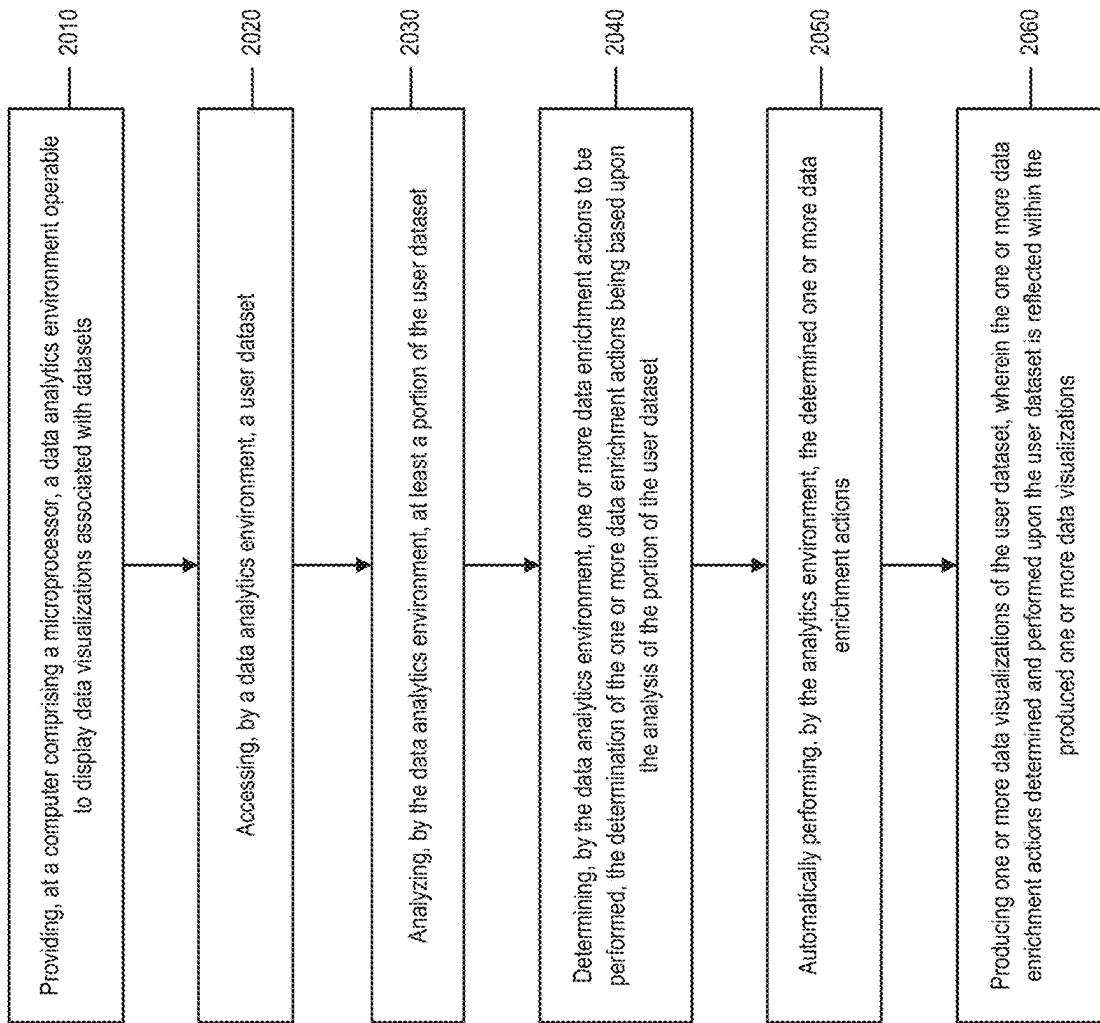 Providing, at a computer comprising a microprocessor, a data analytics environment operable
to display data visualizations associated with datasets
2010
Accessing, by a data analytics environment, a user dataset
2020
Analyzing, by the data analytics environment, at least a portion of the user dataset
2030
Determining, by the data analytics environment, one or more data enrichment actions to be
performed, the determination of the one or more data enrichment actions being based upon
the analysis of the portion of the user dataset
2040
Automatically performing, by the analytics environment, the determined one or more data
enrichment actions
2050
Producing one or more data visualizations of the user dataset, wherein the one or more data
enrichment actions determined and performed upon the user dataset is reflected within the
produced one or more data visualizations
2060